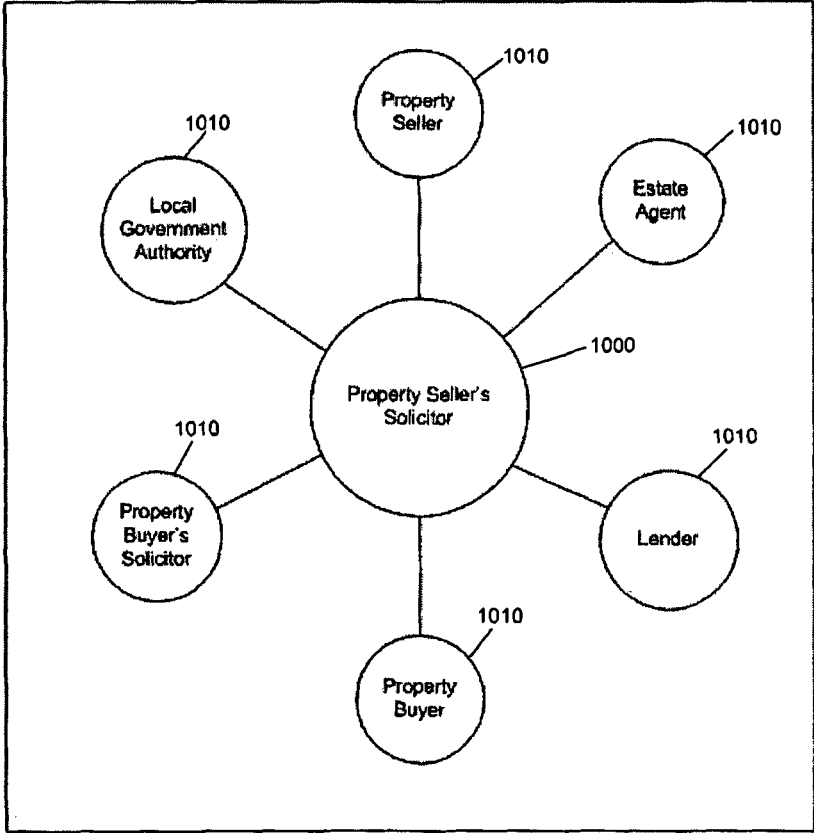 1010
Property
Seller
1010
Estate
Agent
1010
Local
Government
Authority
1000
Property Seller's
Solicitor
1010
Property
Buyer's
Solicitor
1010
Lender
1010
Property
Buyer